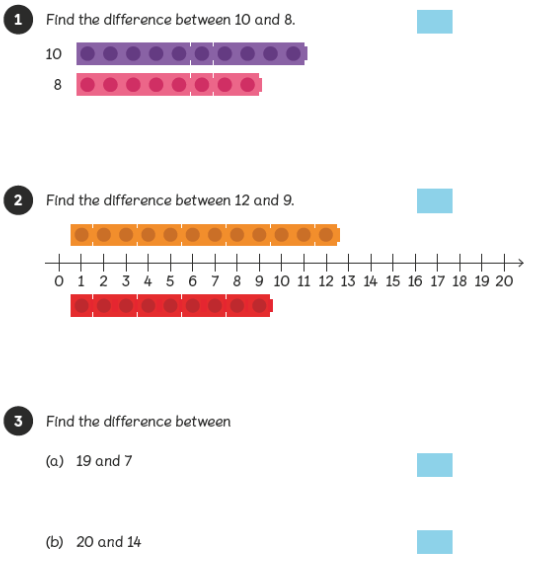 1 Find the difference between 10 and 8.
10
8
2 Find the difference between 12 and 9.
0 1 2 3 4 5 6 7 8 9 10 11 12 13 14 15 16 17 18 19 20
3 Find the difference between
(a) 19 and 7
(b) 20 and 14